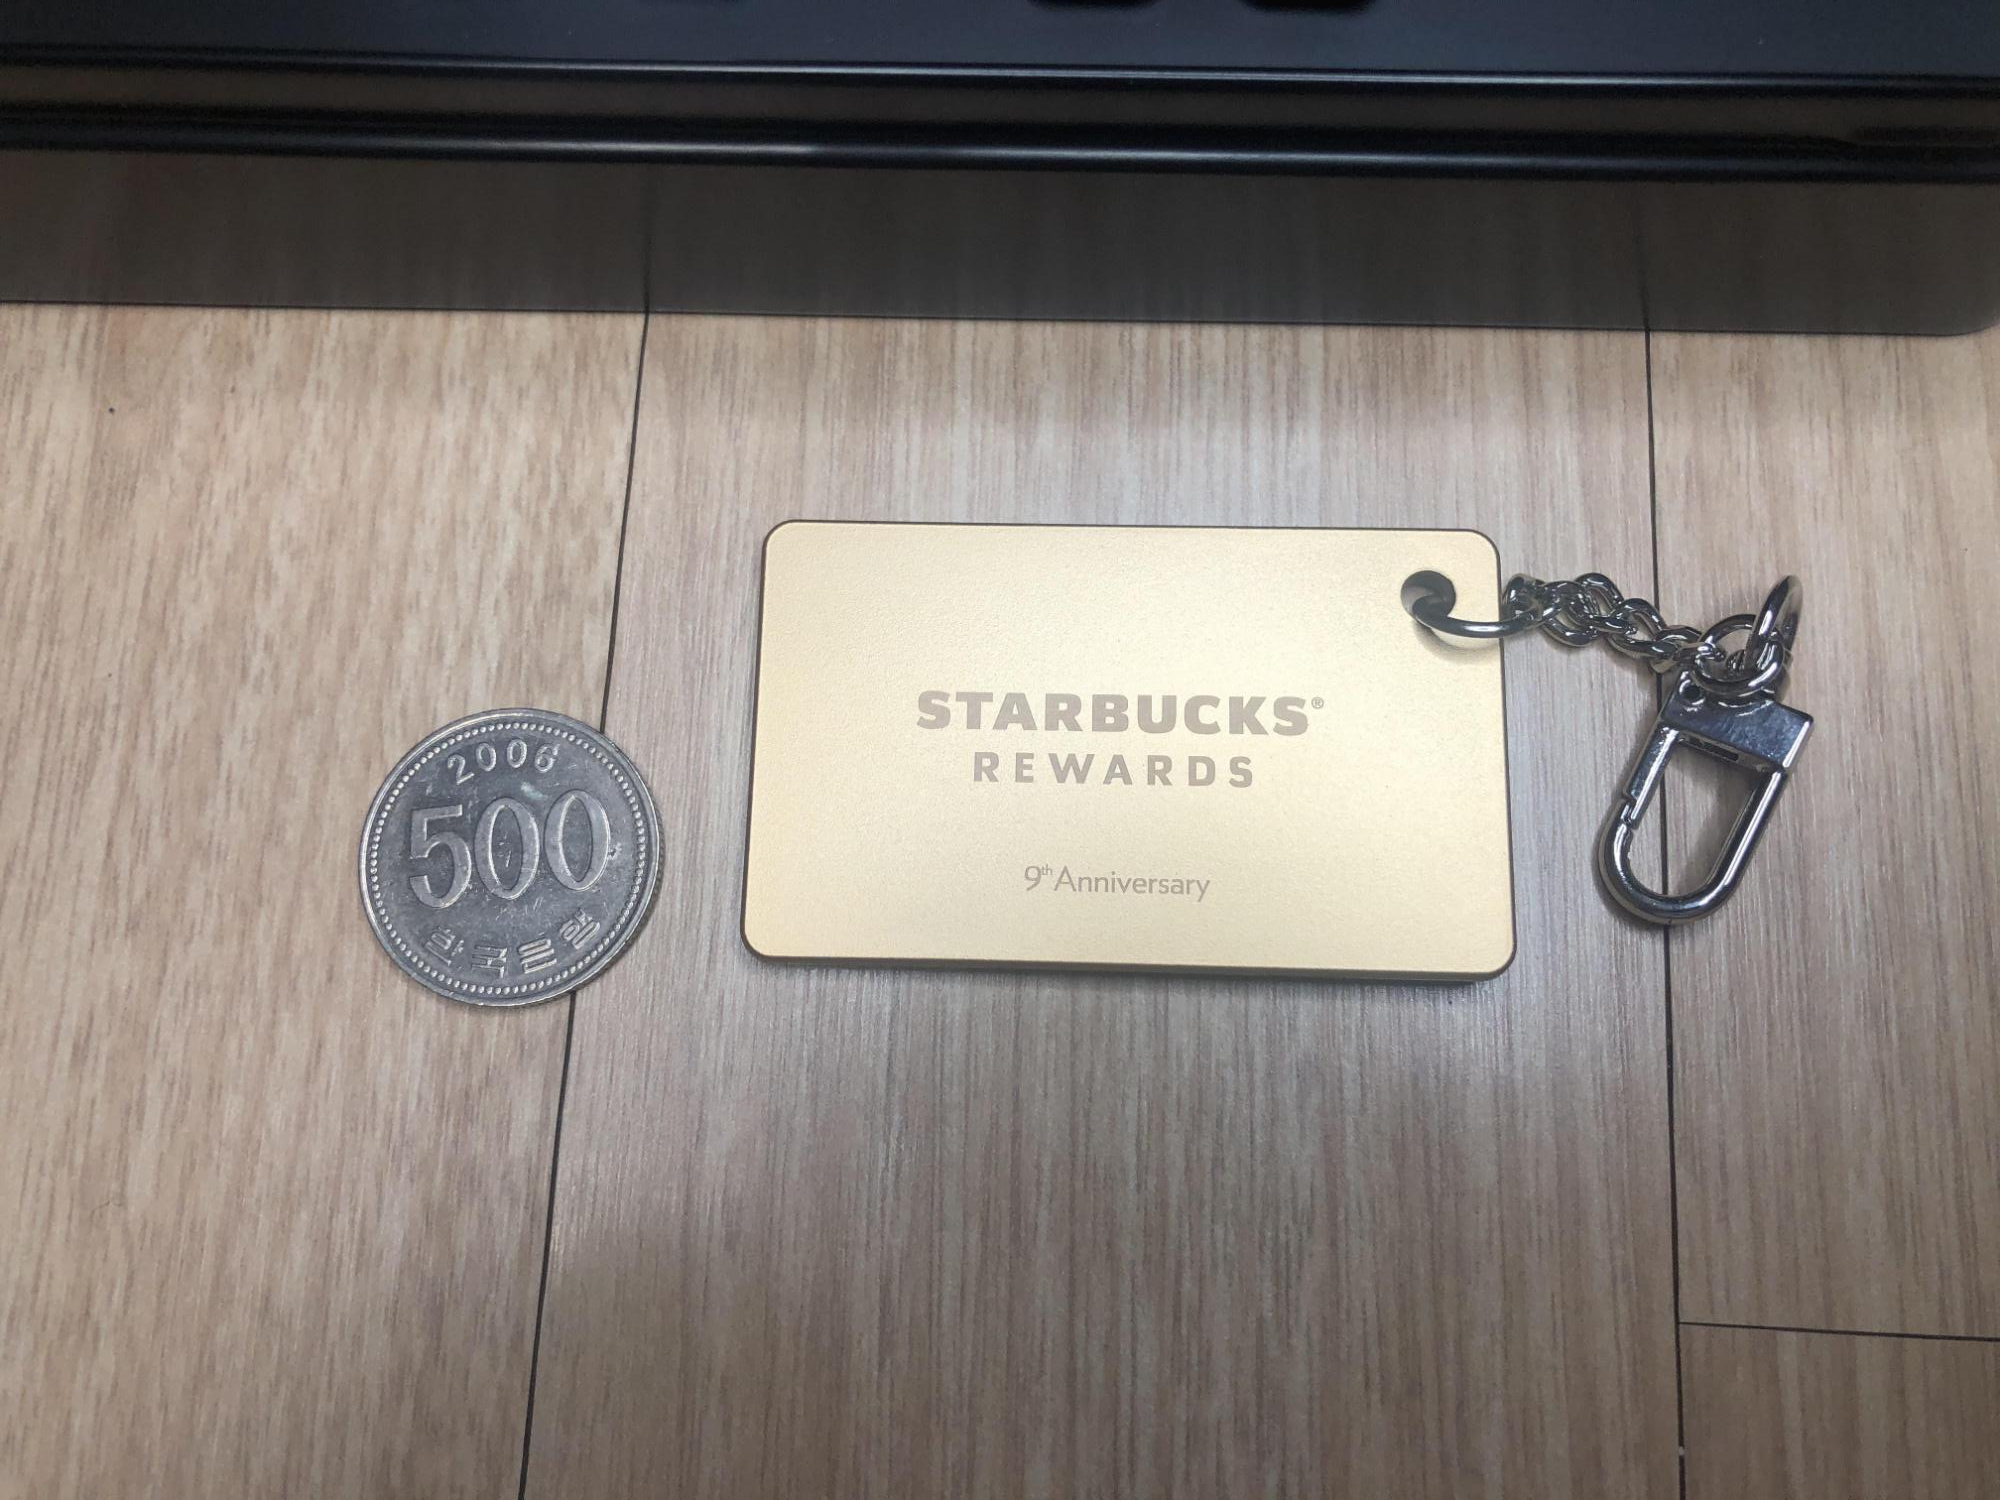 2006
500
한국은행
STARBUCKS®
REWARDS
9th Anniversary